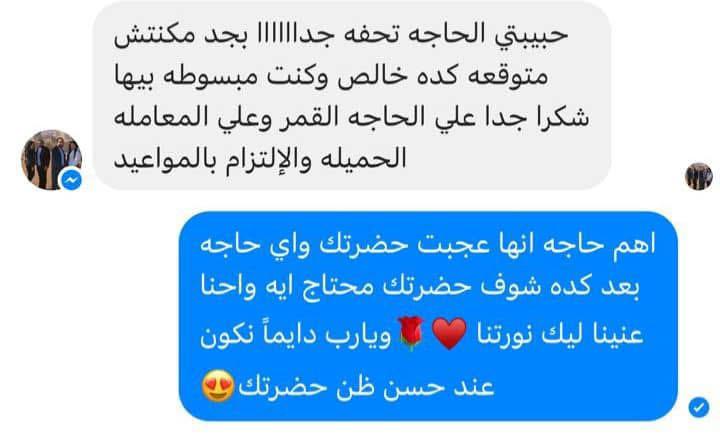 حبيبتي الحاجه تحفه جداااااا بجد مكنتش
متوقعه كده خالص وكنت مبسوطه بيها
شكرا جدا علي الحاجه القمر وعلي المعامله
الحميله والإلتزام بالمواعيد
اهم حاجه انها عجبت حضرتك واي حاجه
بعد كده شوف حضرتك محتاج ايه واحنا
عنينا ليك نورتنا ❤️🌹 ويارب دايماً نكون
عند حسن ظن حضرتك😍